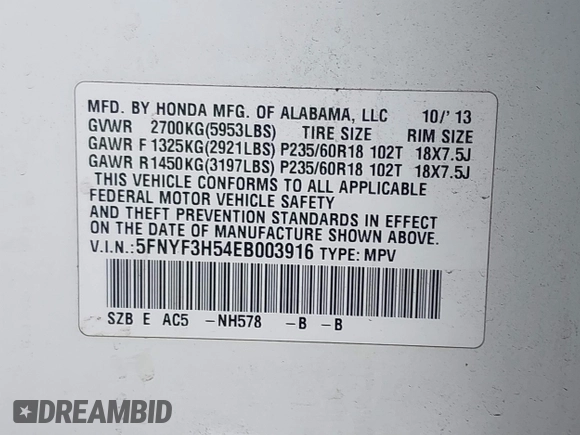 MFD. BY HONDA MFG. OF ALABAMA, LLC 10/'13
GVWR 2700KG(5953LBS) TIRE SIZE RIM SIZE
GAWR F 1325KG(2921LBS) P235/60R18 102T 18X7.5J
GAWR R1450KG(3197LBS) P235/60R18 102T 18X7.5J
THIS VEHICLE CONFORMS TO ALL APPLICABLE
FEDERAL MOTOR VEHICLE SAFETY
AND THEFT PREVENTION STANDARDS IN EFFECT
ON THE DATE OF MANUFACTURE SHOWN ABOVE.
V.I.N.:5FNYF3H54EB003916 TYPE: MPV
SZB E AC5 -NH578 -B -B
DREAMBID